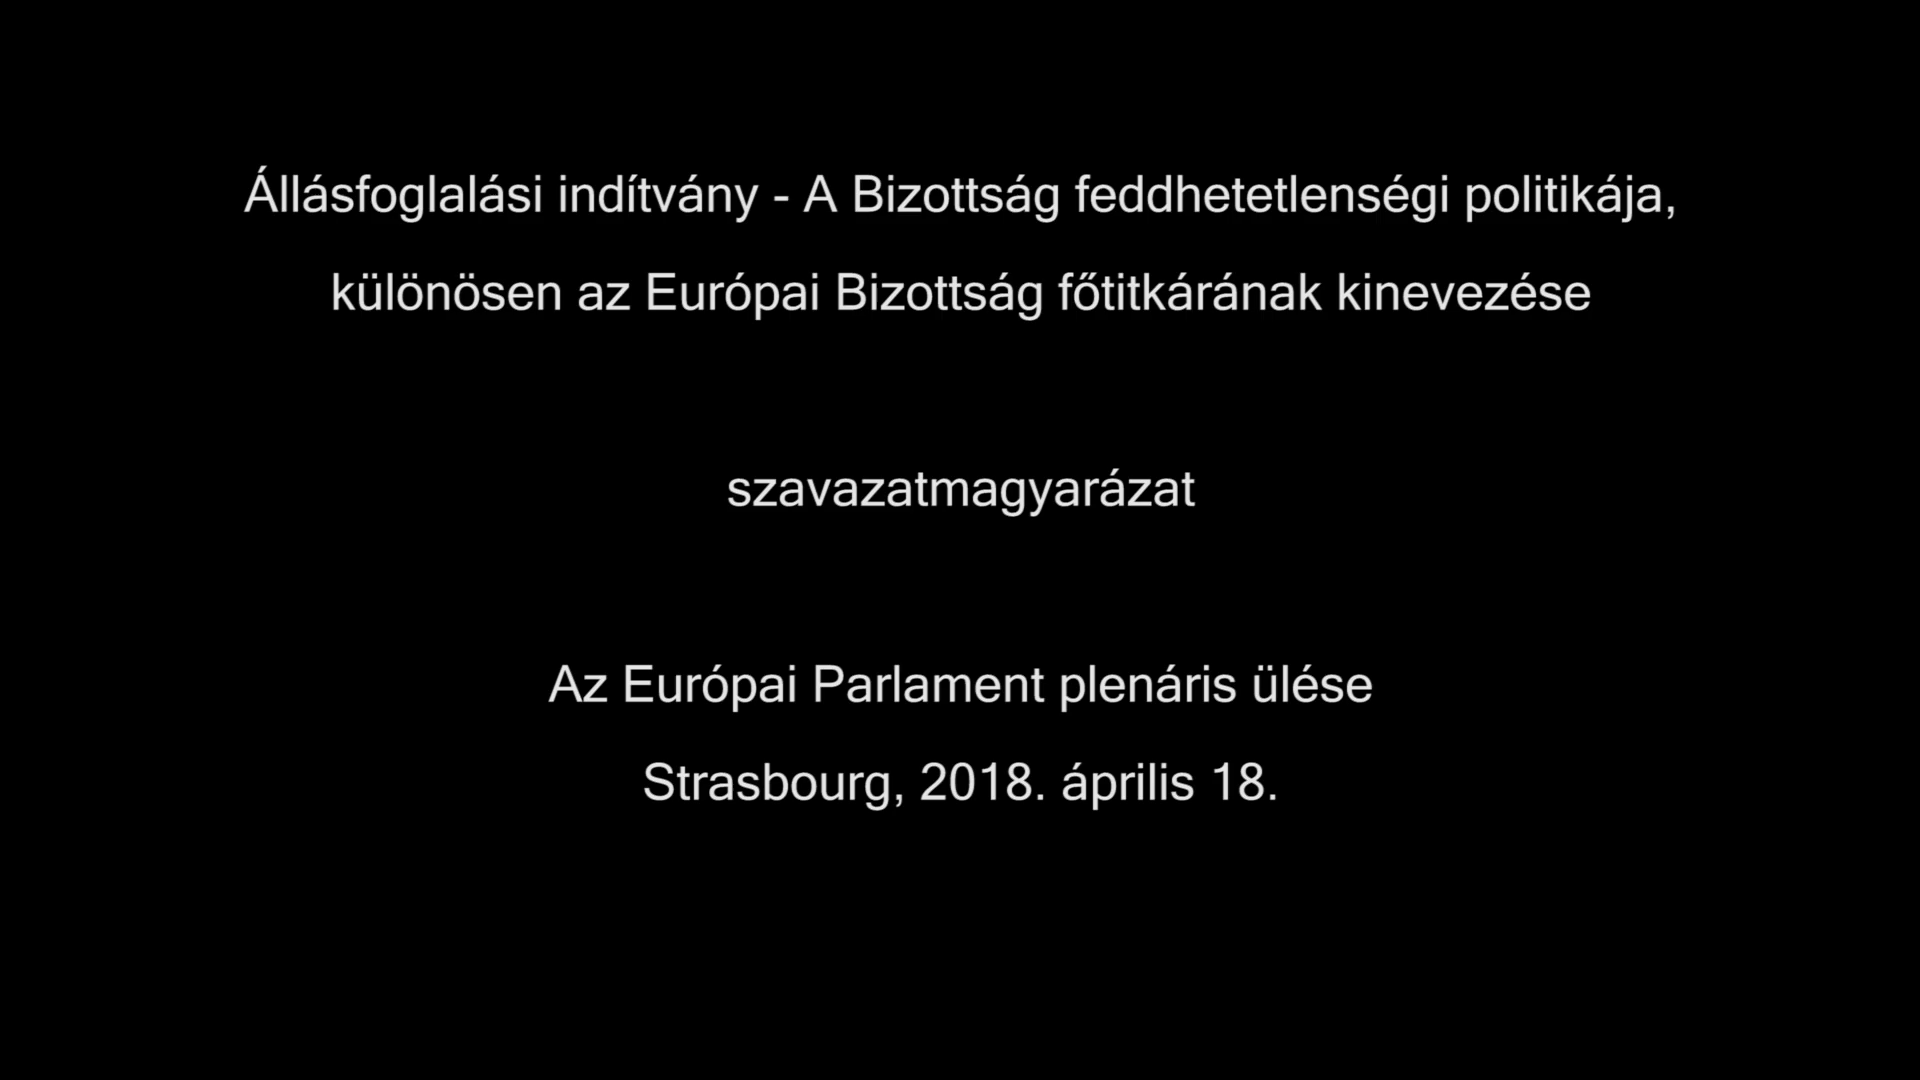 Állásfoglalási indítvány - A Bizottság feddhetetlenségi politikája,
különösen az Európai Bizottság főtitkárának kinevezése
szavazatmagyarázat
Az Európai Parlament plenáris ülése
Strasbourg, 2018. április 18.